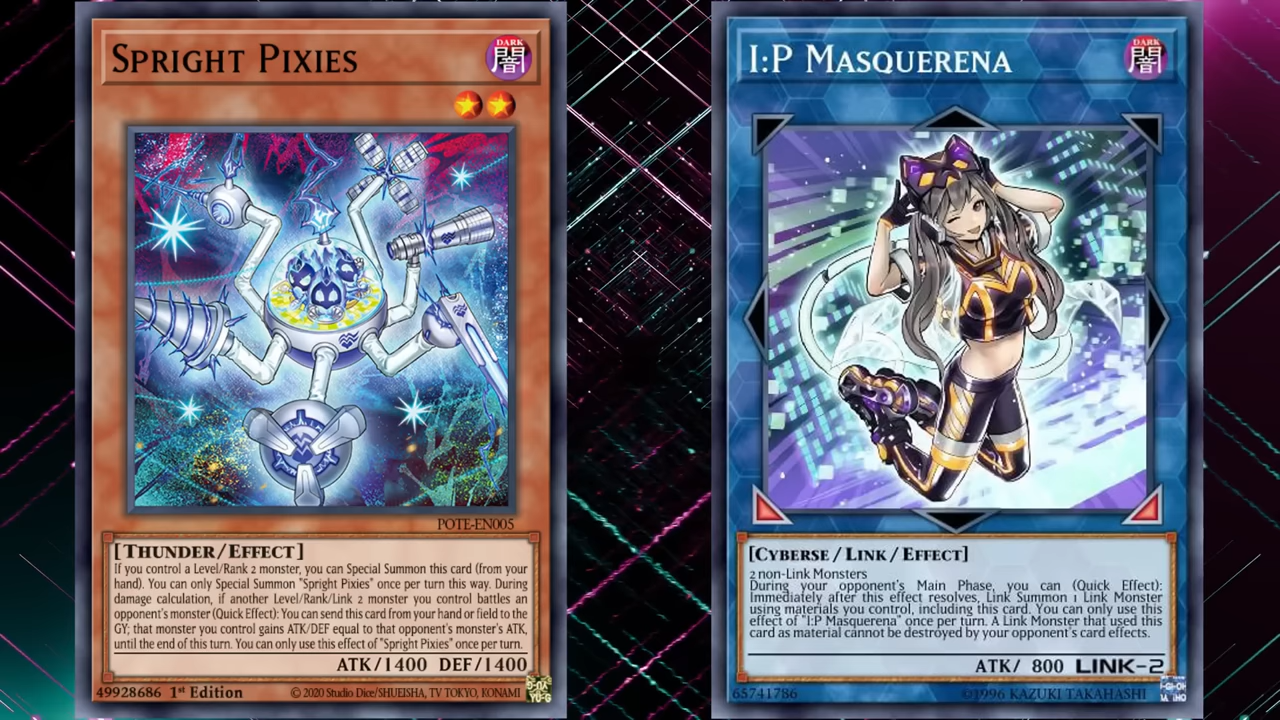 SPRIGHT PIXIES
DARK
闇
POTE-EN005
[THUNDER/EFFECT]
If you control a Level/Rank 2 monster, you can Special Summon this card (from your
hand). You can only Special Summon "Spright Pixies" once per turn this way. During
damage calculation, if another Level/Rank/Link 2 monster you control battles an
opponent's monster (Quick Effect): You can send this card from your hand or field to the
GY; that monster you control gains ATK/DEF equal to that opponent's monster's ATK,
until the end of this turn. You can only use this effect of "Spright Pixies" once per turn.
ATK/1400 DEF/1400
49928686 1st Edition
© 2020 Studio Dice/SHUEISHA, TV TOKYO, KONAMI
I:P MASQUERENA
DARK
闇
[CYBERSE / LINK / EFFECT]
2 non-Link Monsters
During your opponent's Main Phase, you can (Quick Effect):
Immediately after this effect resolves, Link Summon 1 Link Monster
using materials you control, including this card. You can only use this
effect of "I:P Masquerena" once per turn. A Link Monster that used this
card as material cannot be destroyed by your opponent's card effects.
ATK/ 800 LINK-2
65741786
©1996 KAZUKI TAKAHASHI